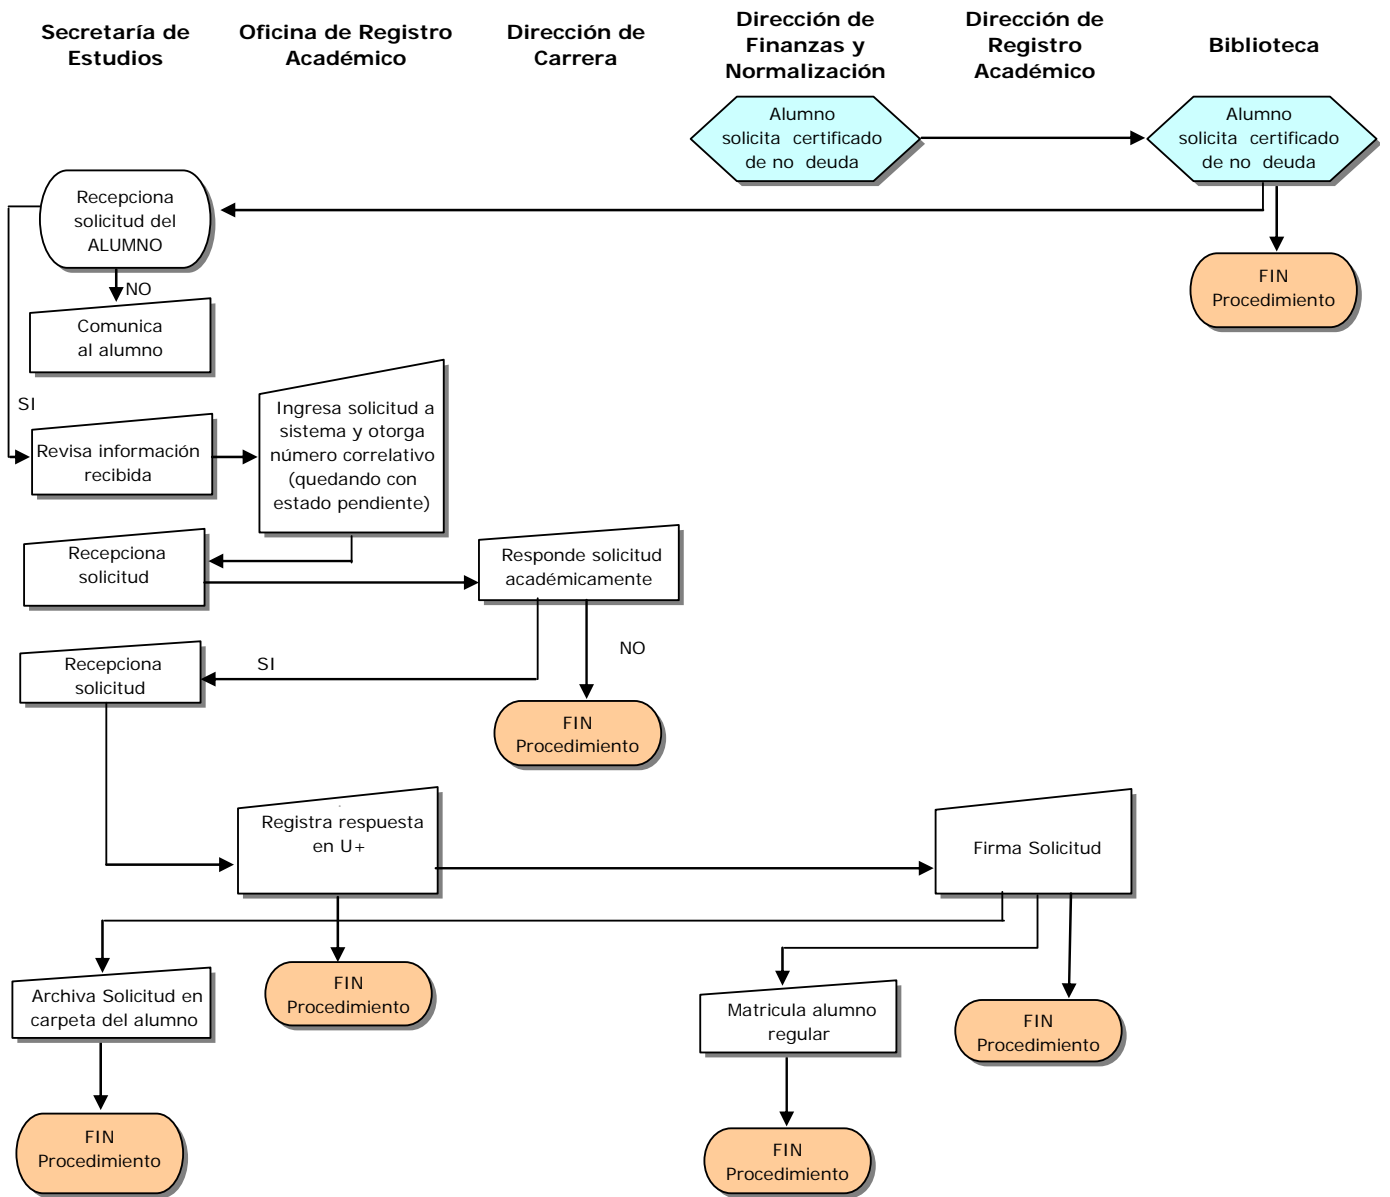 Secretaría de
Estudios
Oficina de Registro
Académico
Dirección de
Carrera
Dirección de
Finanzas y
Normalización
Dirección de
Registro
Académico
Biblioteca
Alumno
solicita certificado
de no deuda
Alumno
solicita certificado
de no deuda
Recepciona
solicitud del
ALUMNO
FIN
Procedimiento
NO
Comunica
al alumno
SI
Revisa información
recibida
Ingresa solicitud a
sistema y otorga
número correlativo
(quedando con
estado pendiente)
Recepciona
solicitud
Responde solicitud
académicamente
NO
Recepciona
solicitud
SI
FIN
Procedimiento
Registra respuesta
en U+
Firma Solicitud
Archiva Solicitud en
carpeta del alumno
FIN
Procedimiento
Matricula alumno
regular
FIN
Procedimiento
FIN
Procedimiento
FIN
Procedimiento